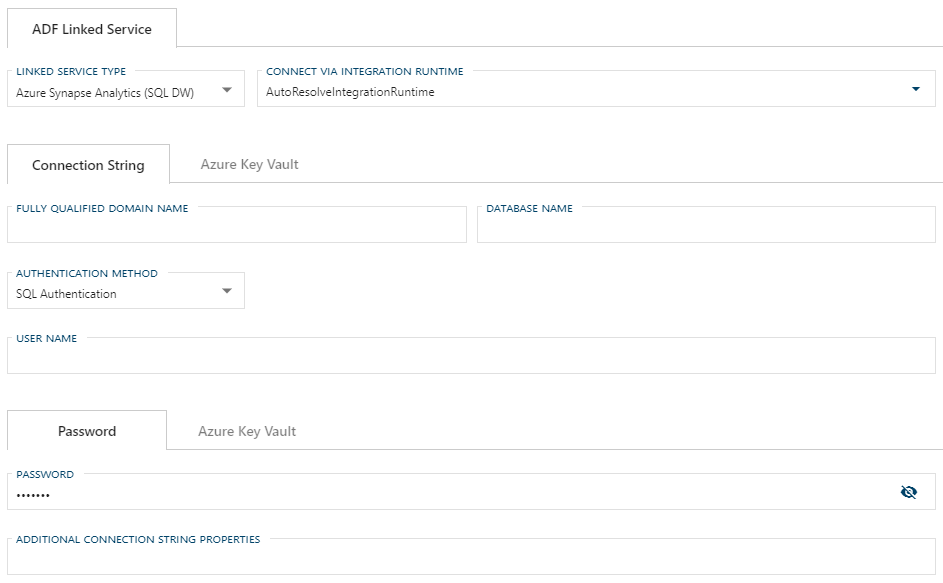 ADF Linked Service
LINKED SERVICE TYPE
Azure Synapse Analytics (SQL DW)
CONNECT VIA INTEGRATION RUNTIME
AutoResolveIntegrationRuntime
Connection String
Azure Key Vault
FULLY QUALIFIED DOMAIN NAME
DATABASE NAME
AUTHENTICATION METHOD
SQL Authentication
USER NAME
Password
Azure Key Vault
PASSWORD
•••••••
ADDITIONAL CONNECTION STRING PROPERTIES